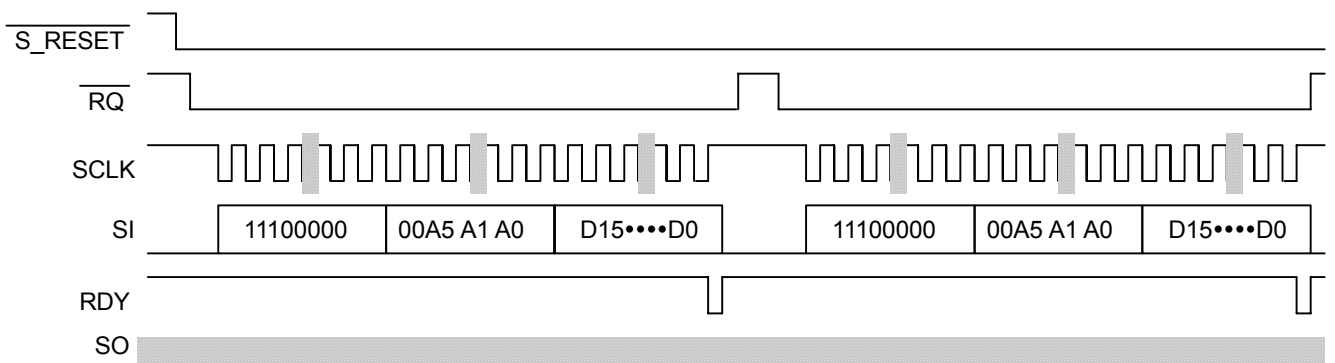 S_RESET
RQ
SCLK
SI 11100000 00A5 A1 A0 D15••••D0 11100000 00A5 A1 A0 D15••••D0
RDY
SO